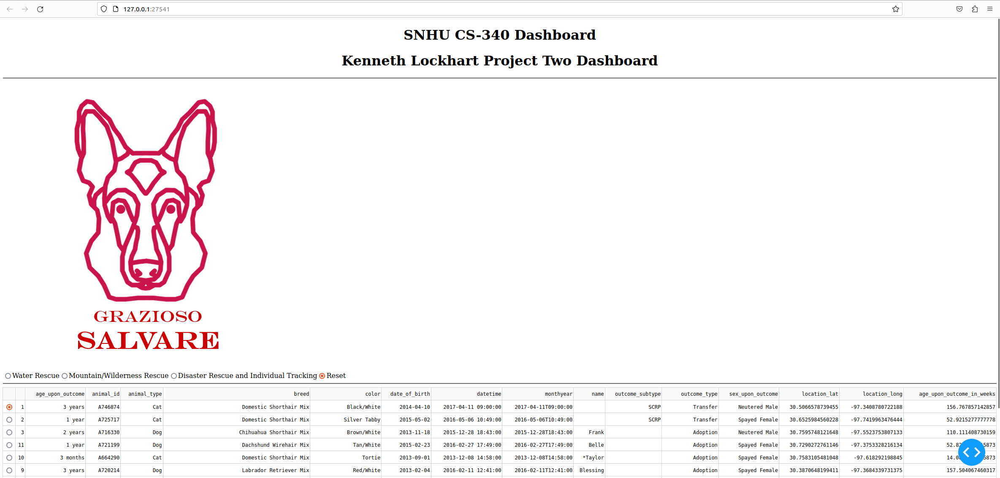 127.0.0.1:27541
SNHU CS-340 Dashboard
Kenneth Lockhart Project Two Dashboard
GRAZIOSO
SALVARE
Water Rescue Mountain/Wilderness Rescue Disaster Rescue and Individual Tracking Reset
age_upon_outcome animal_id animal_type breed color date_of_birth datetime monthyear name outcome_subtype outcome_type sex_upon_outcome location_lat location_long age_upon_outcome_in_weeks
1 3 years A746874 Cat Domestic Shorthair Mix Black/White 2014-04-10 2017-04-11 09:00:00 2017-04-11T09:00:00 SCRP Transfer Neutered Male 30.5066578739455 -97.3408780722188 156.767857142857
2 1 year A725717 Cat Domestic Shorthair Mix Silver Tabby 2015-05-02 2016-05-06 10:49:00 2016-05-06T10:49:00 SCRP Transfer Spayed Female 30.6525984560228 -97.7419963476444 52.9215277777778
3 2 years A716330 Dog Chihuahua Shorthair Mix Brown/White 2013-11-18 2015-12-28 18:43:00 2015-12-28T18:43:00 Frank Adoption Neutered Male 30.7595748121648 -97.5523753807133 110.111408730159
11 1 year A721199 Dog Dachshund Wirehair Mix Tan/White 2015-02-23 2016-02-27 17:49:00 2016-02-27T17:49:00 Belle Adoption Spayed Female 30.7290272761146 -97.3753328216134
10 3 months A664290 Cat Domestic Shorthair Mix Tortie 2013-09-01 2013-12-08 14:58:00 2013-12-08T14:58:00 *Taylor Adoption Spayed Female 30.7583105481048 -97.618292198845
9 3 years A720214 Dog Labrador Retriever Mix Red/White 2013-02-04 2016-02-11 12:41:00 2016-02-11T12:41:00 Blessing Adoption Spayed Female 30.3870648199411 -97.3684339731375 157.504067460317